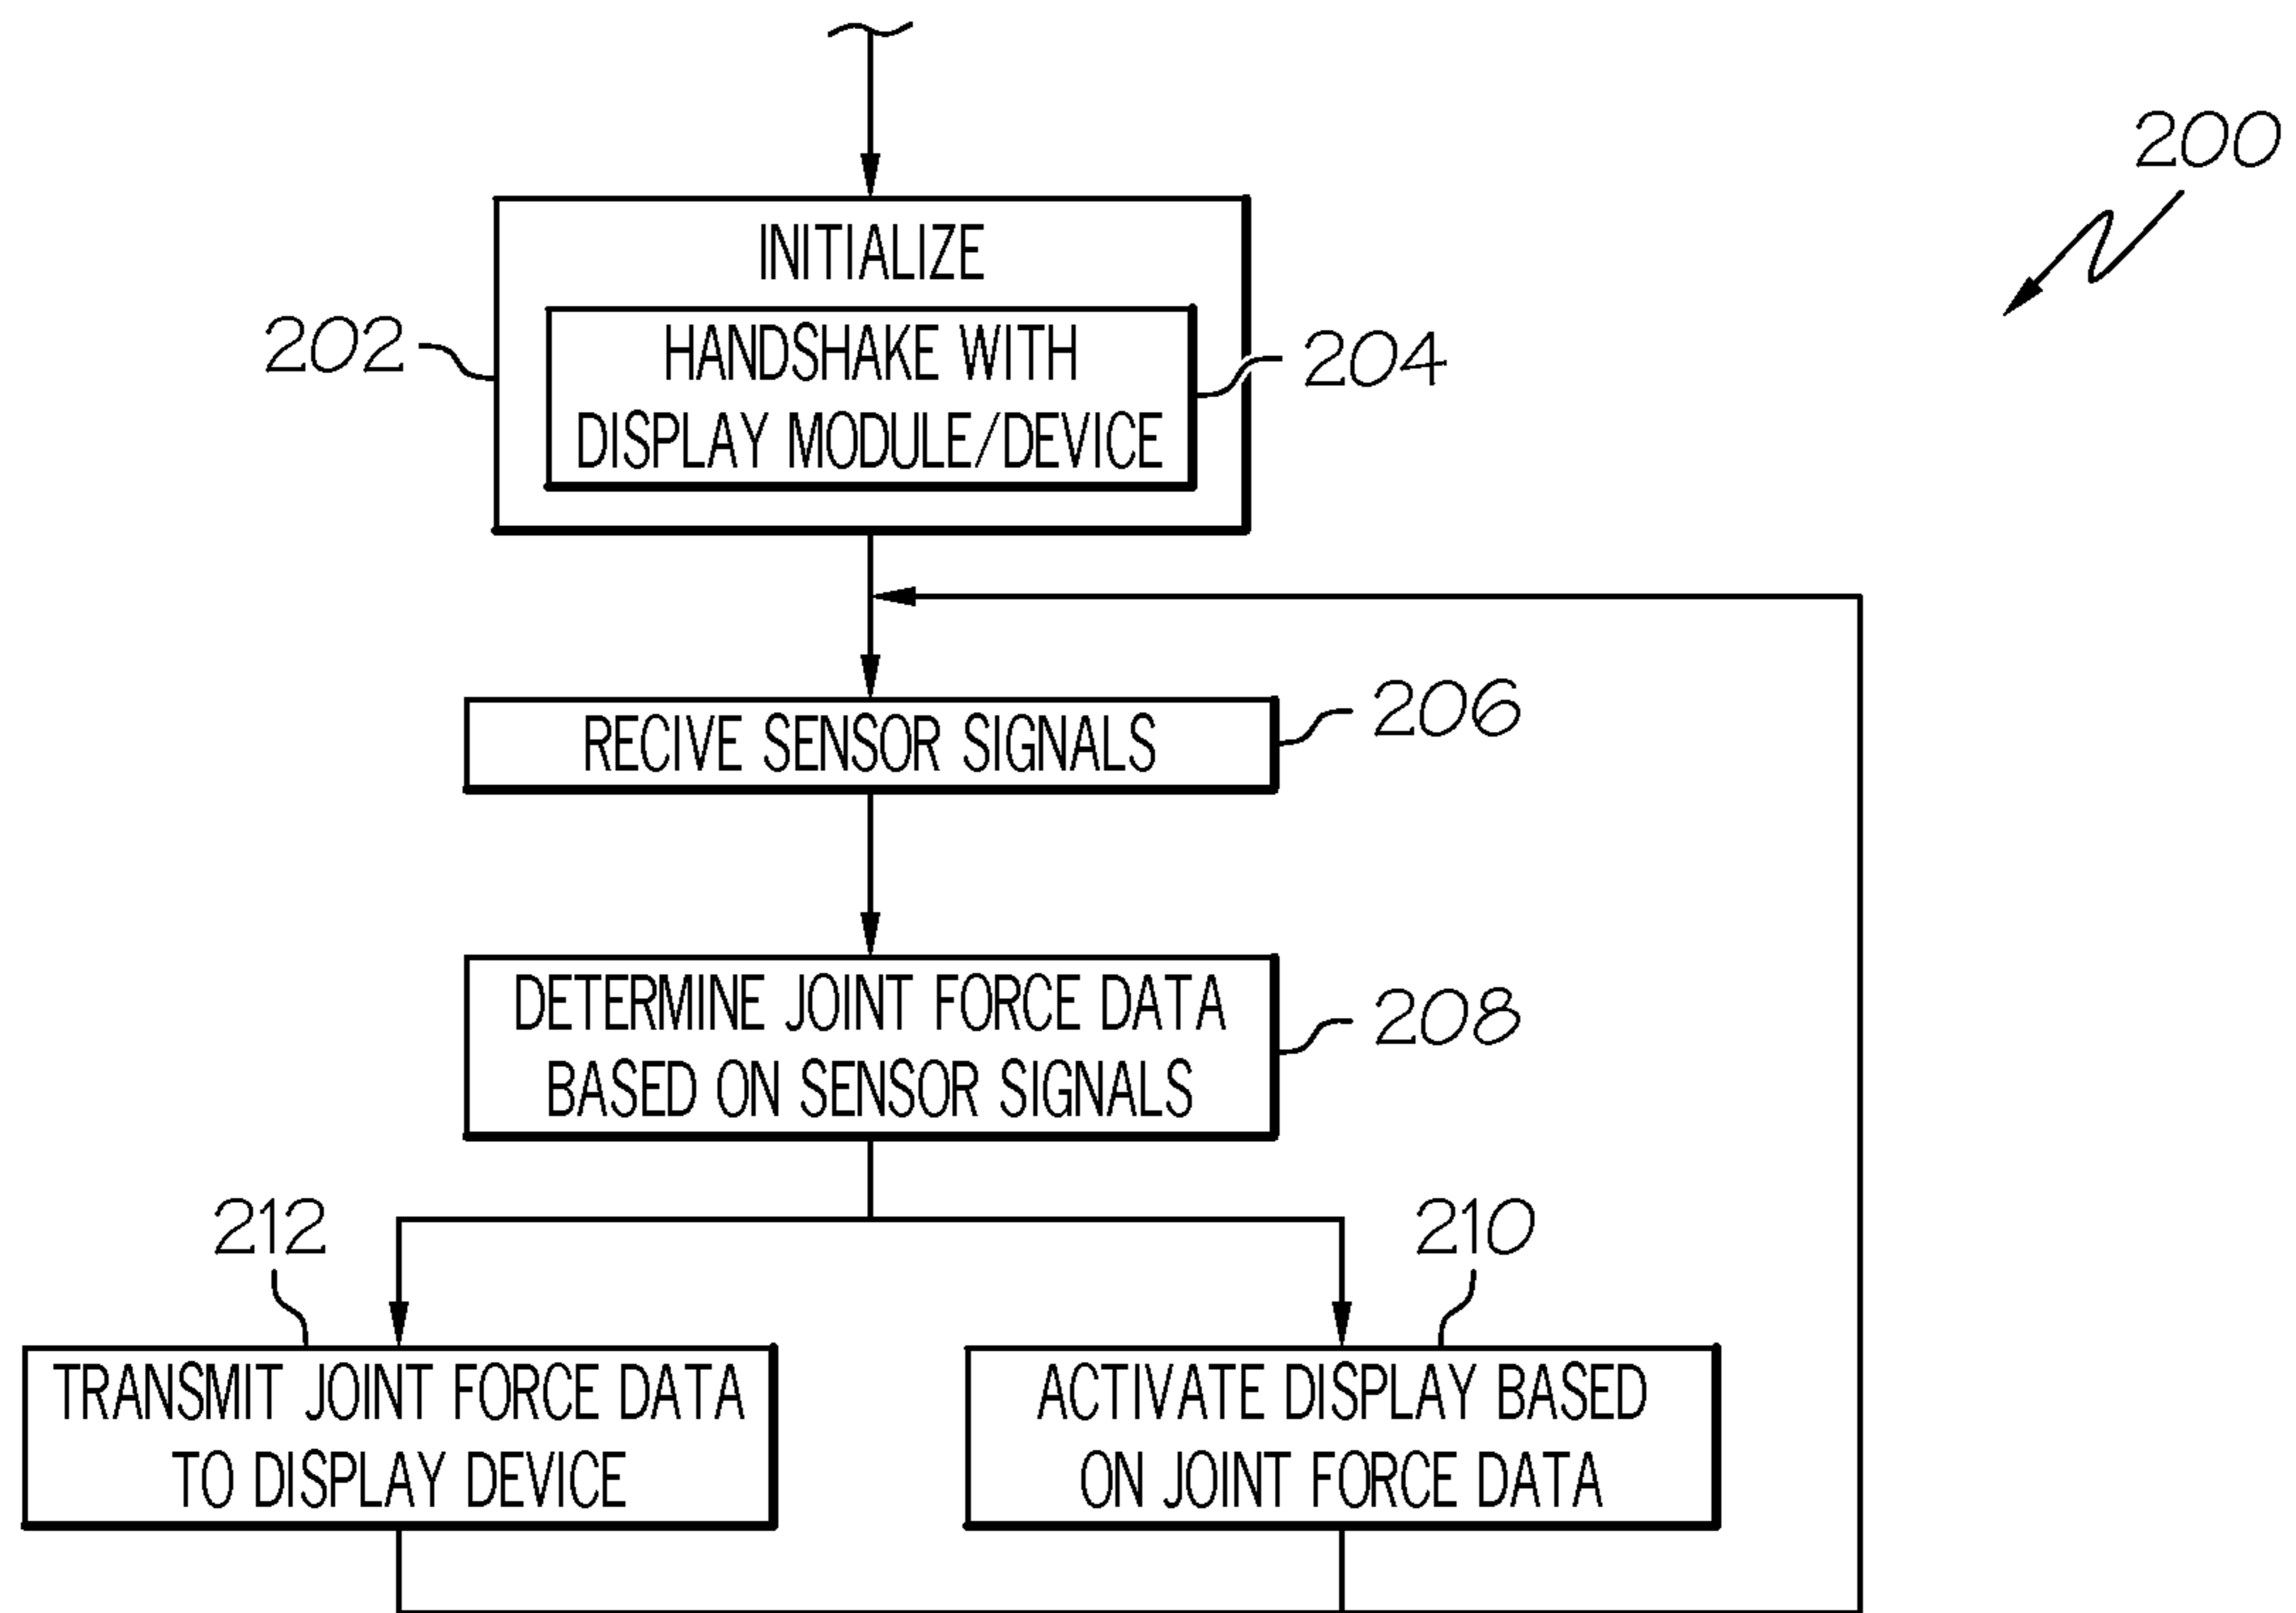 200
INITIALIZE
202
HANDSHAKE WITH
DISPLAY MODULE/DEVICE
204
RECIVE SENSOR SIGNALS
206
DETERMINE JOINT FORCE DATA
BASED ON SENSOR SIGNALS
208
212
210
TRANSMIT JOINT FORCE DATA
TO DISPLAY DEVICE
ACTIVATE DISPLAY BASED
ON JOINT FORCE DATA